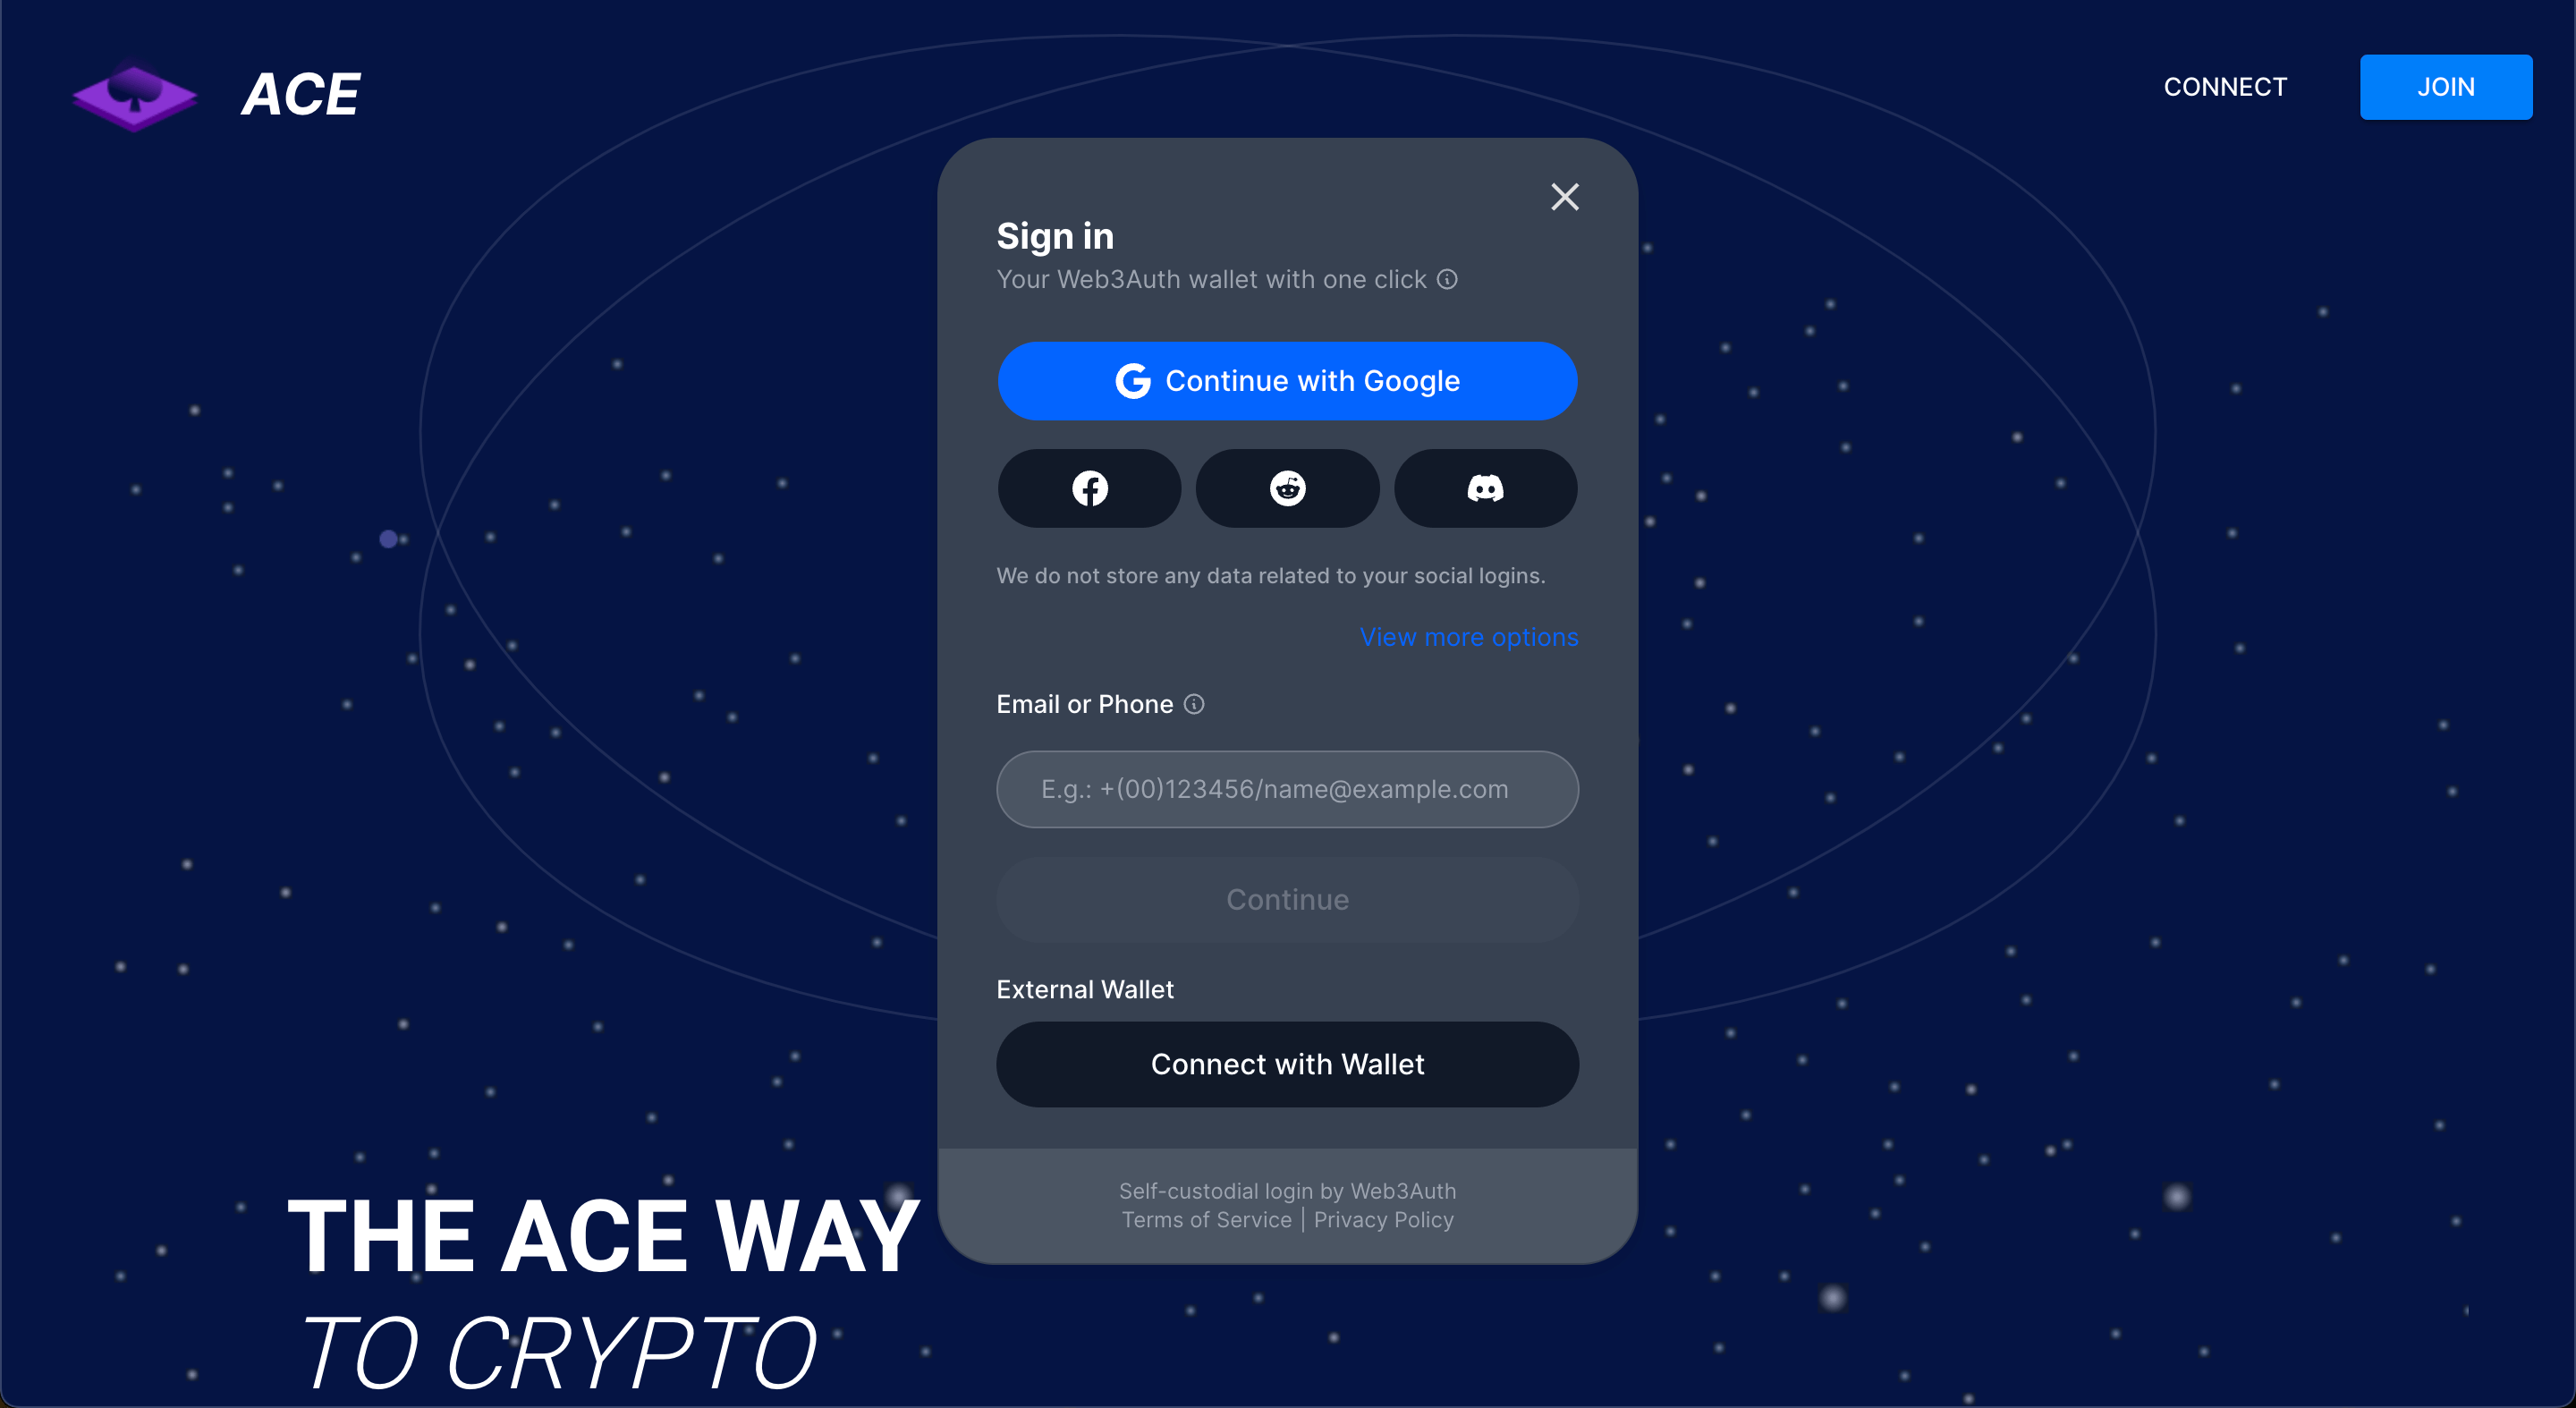 ACE
CONNECT
JOIN
Sign in
Your Web3Auth wallet with one click
Continue with Google
We do not store any data related to your social logins.
View more options
Email or Phone
E.g.: +(00)123456/name@example.com
Continue
External Wallet
Connect with Wallet
Self-custodial login by Web3Auth
Terms of Service | Privacy Policy
THE ACE WAY
TO CRYPTO